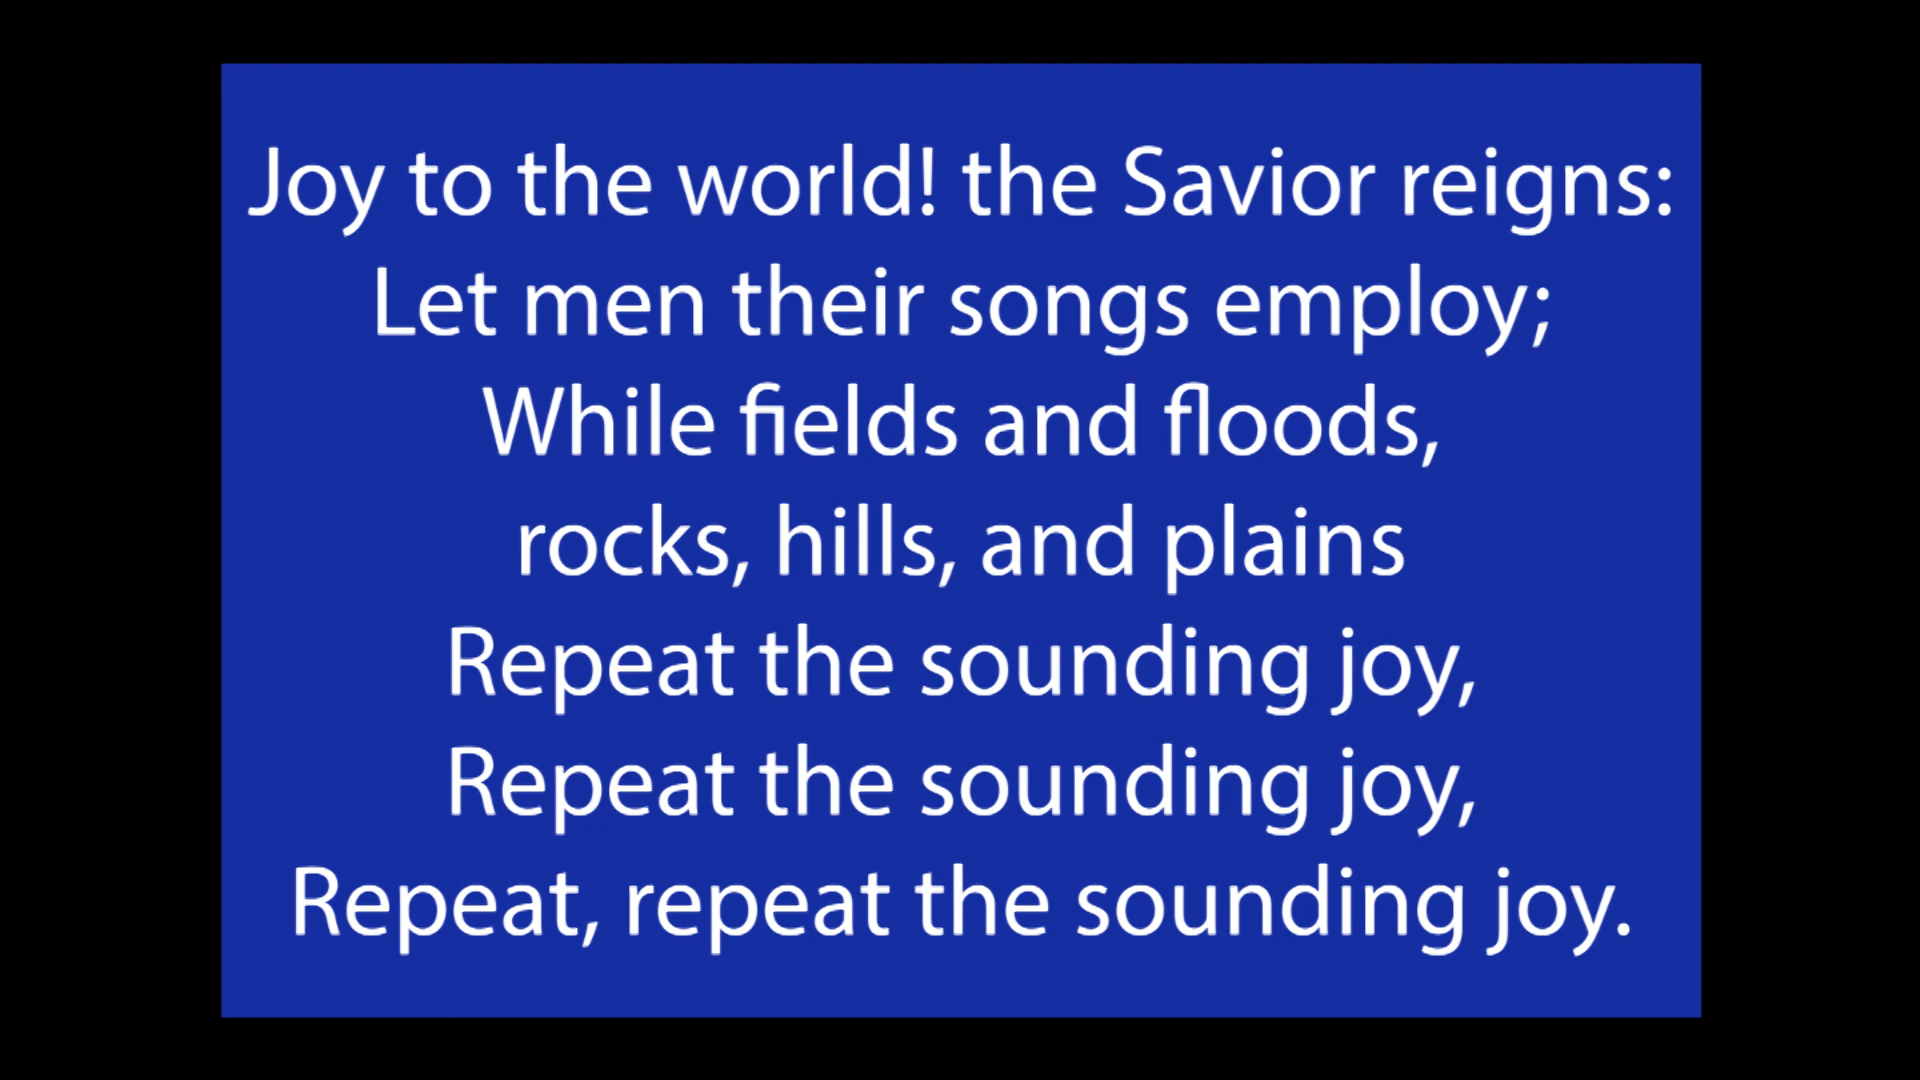 Joy to the world! the Savior reigns:
Let men their songs employ;
While fields and floods,
rocks, hills, and plains
Repeat the sounding joy,
Repeat the sounding joy,
Repeat, repeat the sounding joy.